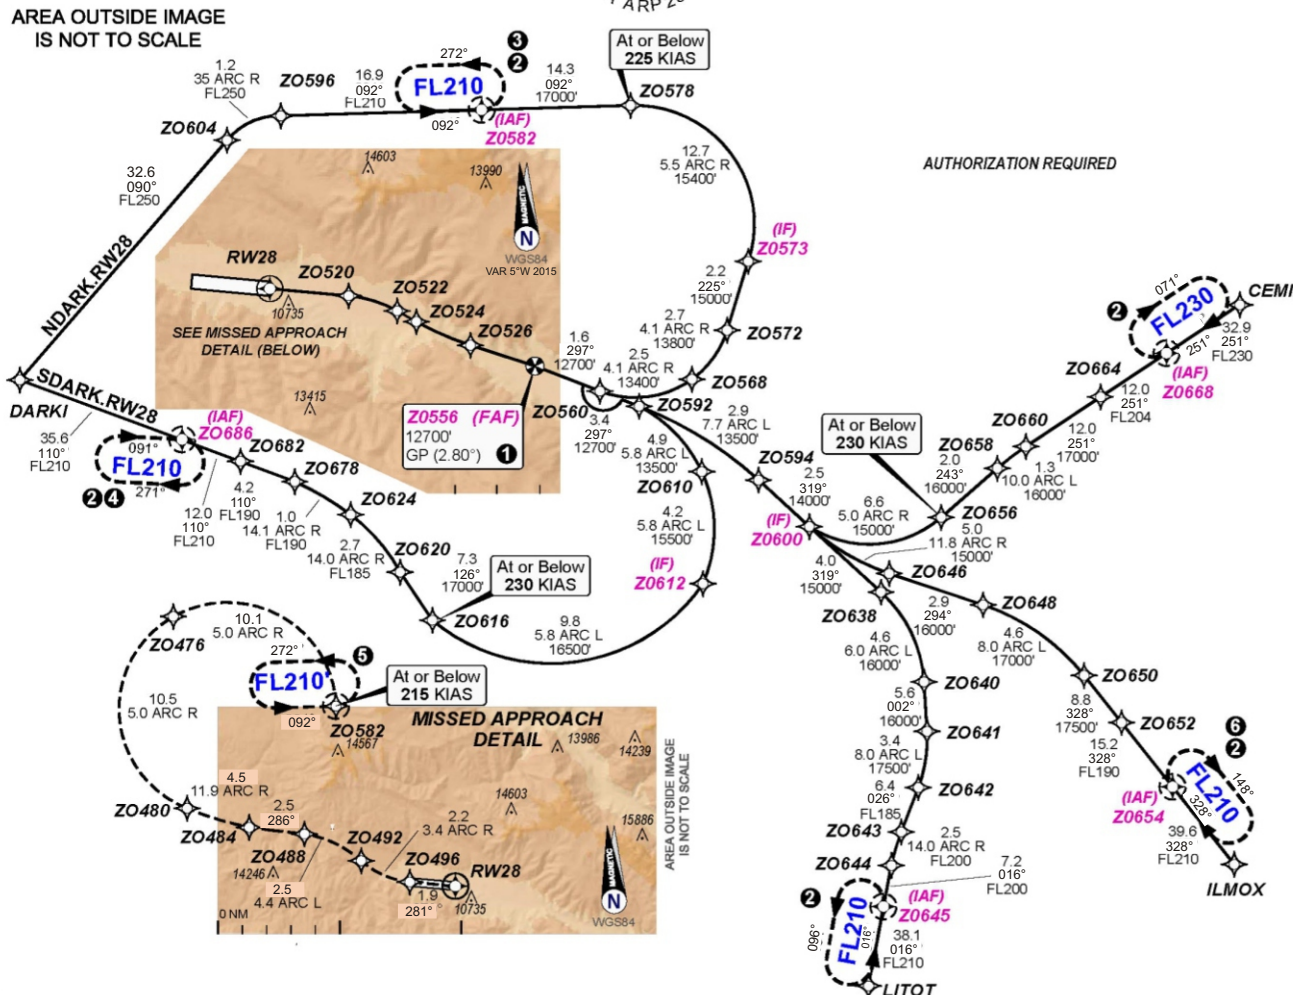 AREA OUTSIDE IMAGE
IS NOT TO SCALE
ARP
1.2
35 ARC R
FL250
ZO596
16.9
092°
FL210
272°
FL210
092°
❸
❷
(IAF)
Z0582
14.3
092°
17000'
At or Below
225 KIAS
ZO578
ZO604
32.6
090°
FL250
NDARK.RW28
12.7
5.5 ARC R
15400'
AUTHORIZATION REQUIRED
14603
13990
MAGNETIC
N
WGS84
VAR 5°W 2015
(IF)
Z0573
2.2
225°
15000'
RW28
ZO520
ZO522
ZO524
ZO526
10735
SEE MISSED APPROACH
DETAIL (BELOW)
13415
1.6
297°
12700'
2.7
4.1 ARC R
13800'
ZO572
2.5
4.1 ARC R
13400'
ZO568
ZO560
ZO592
Z0556 (FAF)
12700'
GP (2.80°)
❶
3.4
297°
12700'
DARKI
SDARK.RW28
35.6
110°
FL210
(IAF)
ZO686
091°
FL210
271°
❷❹
ZO682
12.0
110°
FL210
4.2
110°
FL190
ZO678
1.0
14.1 ARC R
FL190
ZO624
2.7
14.0 ARC R
FL185
ZO620
7.3
126°
17000'
At or Below
230 KIAS
ZO616
9.8
5.8 ARC L
16500'
(IF)
Z0612
4.2
5.8 ARC L
15500'
ZO610
4.9
5.8 ARC L
13500'
2.9
7.7 ARC L
13500'
ZO594
2.5
319°
14000'
(IF)
Z0600
At or Below
230 KIAS
6.6
5.0 ARC R
15000'
ZO656
2.0
243°
16000'
ZO658
ZO660
1.3
10.0 ARC L
16000'
12.0
251°
17000'
ZO664
12.0
251°
FL204
(IAF)
Z0668
❷
071°
FL230
251°
CEMI
32.9
251°
FL230
5.0
11.8 ARC R
15000'
ZO646
4.0
319°
15000'
ZO638
2.9
294°
16000'
ZO648
4.6
8.0 ARC L
17000'
ZO650
8.8
328°
17500'
ZO652
15.2
328°
FL190
(IAF)
Z0654
❻
❷
148°
FL210
328°
39.6
328°
FL210
ILMOX
4.6
6.0 ARC L
16000'
ZO640
5.6
002°
16000'
ZO641
3.4
8.0 ARC L
17500'
ZO642
6.4
026°
FL185
ZO643
2.5
14.0 ARC R
FL200
ZO644
7.2
016°
FL200
(IAF)
Z0645
❷
096°
FL210
016°
38.1
016°
FL210
LITOT
ZO476
10.1
5.0 ARC R
272°
❺
FL210'
092°
At or Below
215 KIAS
ZO582
10.5
5.0 ARC R
MISSED APPROACH
DETAIL
14567
13986
14239
14603
15886
4.5
11.9 ARC R
ZO480
ZO484
2.5
286°
ZO488
14246
2.5
4.4 ARC L
ZO492
2.2
3.4 ARC R
ZO496
RW28
1.9
281°
10735
0 NM
MAGNETIC
N
WGS84
AREA OUTSIDE IMAGE
IS NOT TO SCALE